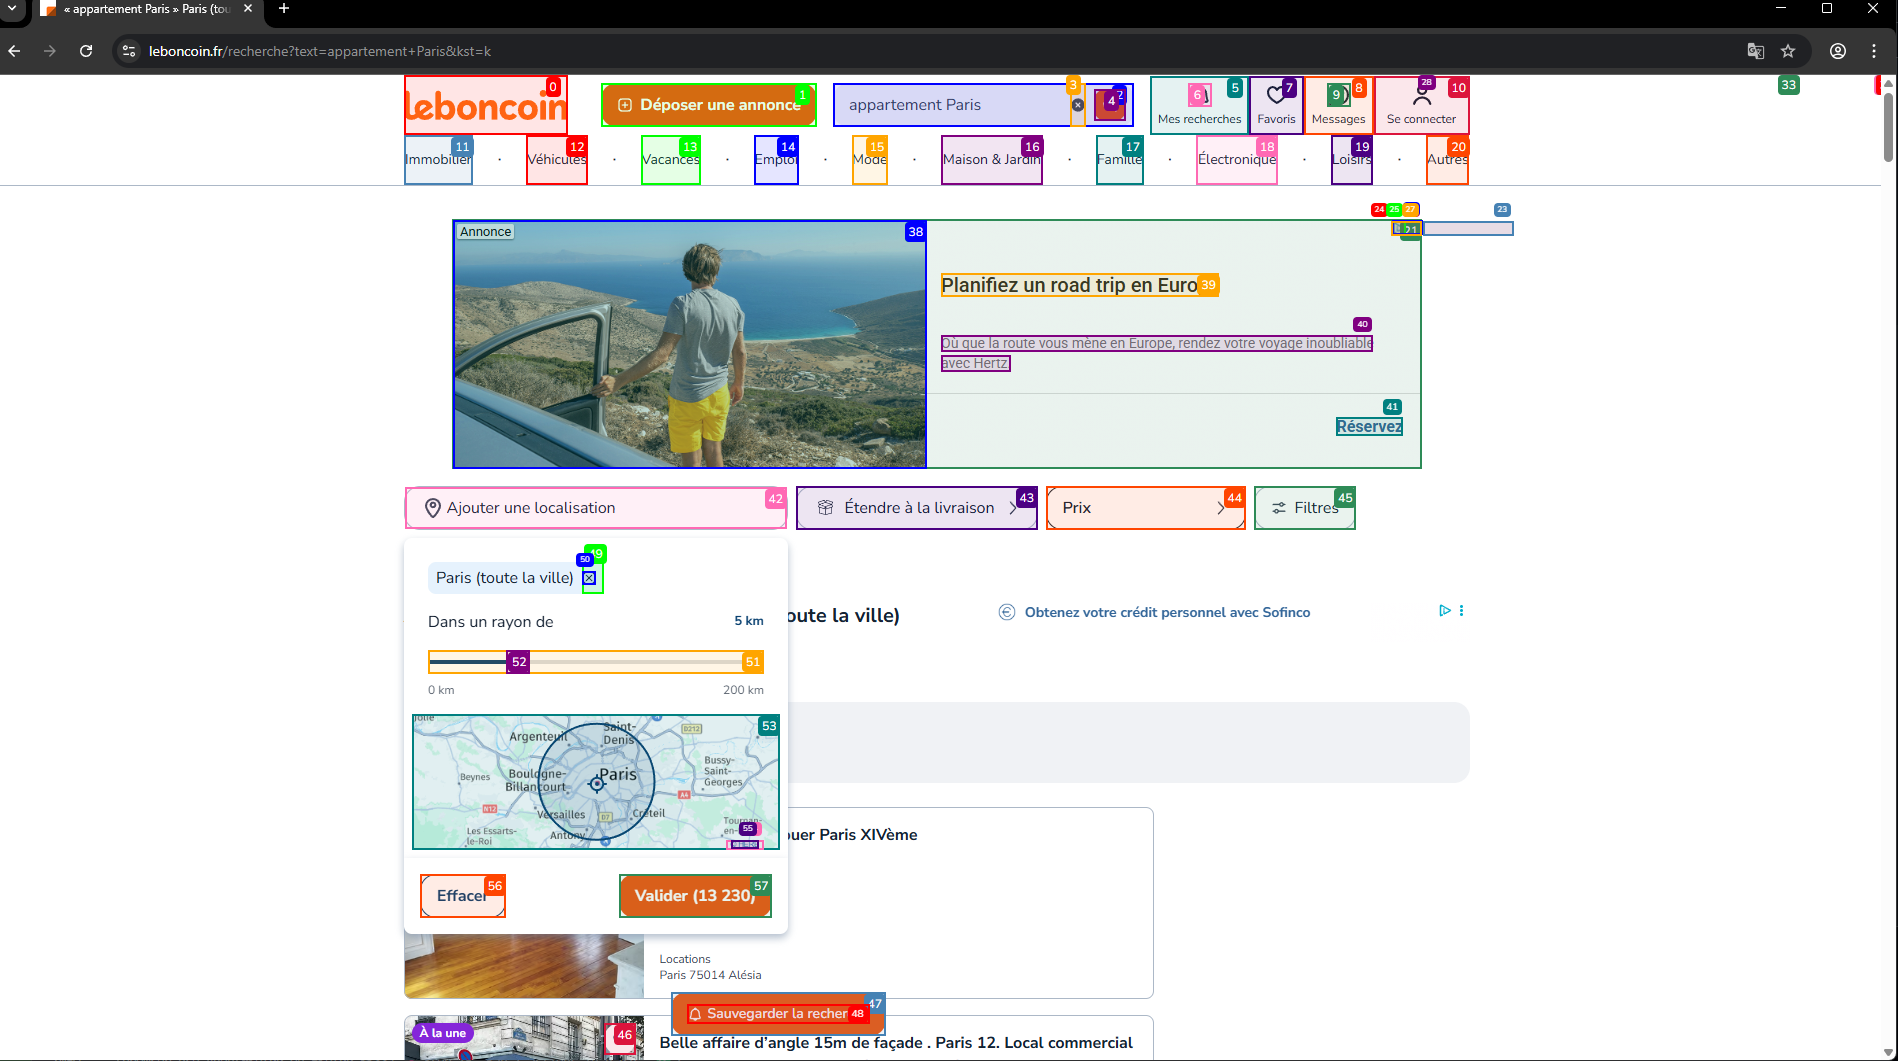 « appartement Paris » Paris (tou
leboncoin.fr/recherche?text=appartement+Paris&kst=k
leboncoin
0
Déposer une annonce
1
appartement Paris
3
4
Mes recherches
5
6
Favoris
7
Messages
8
9
Se connecter
28
10
33
Immobilier
11
Véhicules
12
Vacances
13
Emploi
14
Mode
15
Maison & Jardin
16
Famille
17
Électronique
18
Loisirs
19
Autres
20
24
25
27
23
21
Annonce
38
Planifiez un road trip en Euro
39
40
Où que la route vous mène en Europe, rendez votre voyage inoubliable
avec Hertz.
41
Réservez
Ajouter une localisation
42
Étendre à la livraison
43
Prix
44
Filtres
45
49
50
Paris (toute la ville)
oute la ville)
Obtenez votre crédit personnel avec Sofinco
Dans un rayon de
5 km
52
51
0 km
200 km
53
Saint-
Denis
D212
Argenteuil
Beynes
Boulogne-
Billancourt
Paris
Bussy-
Saint-
Georges
A4
N12
Versailles
D7
Créteil
Les Essarts-
le-Roi
Antony
55
Effacer
56
Valider (13 230)
57
uer Paris XIVème
Locations
Paris 75014 Alésia
47
Sauvegarder la recher
48
À la une
46
Belle affaire d'angle 15m de façade . Paris 12. Local commercial